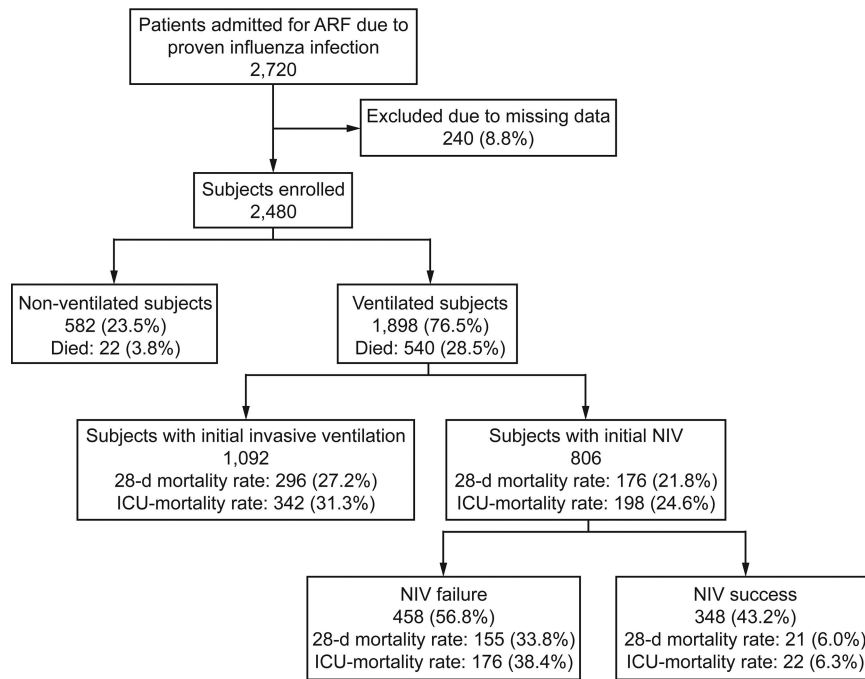 Patients admitted for ARF due to
proven influenza infection
2,720
Excluded due to missing data
240 (8.8%)
Subjects enrolled
2,480
Non-ventilated subjects
582 (23.5%)
Died: 22 (3.8%)
Ventilated subjects
1,898 (76.5%)
Died: 540 (28.5%)
Subjects with initial invasive ventilation
1,092
28-d mortality rate: 296 (27.2%)
ICU-mortality rate: 342 (31.3%)
Subjects with initial NIV
806
28-d mortality rate: 176 (21.8%)
ICU-mortality rate: 198 (24.6%)
NIV failure
458 (56.8%)
28-d mortality rate: 155 (33.8%)
ICU-mortality rate: 176 (38.4%)
NIV success
348 (43.2%)
28-d mortality rate: 21 (6.0%)
ICU-mortality rate: 22 (6.3%)